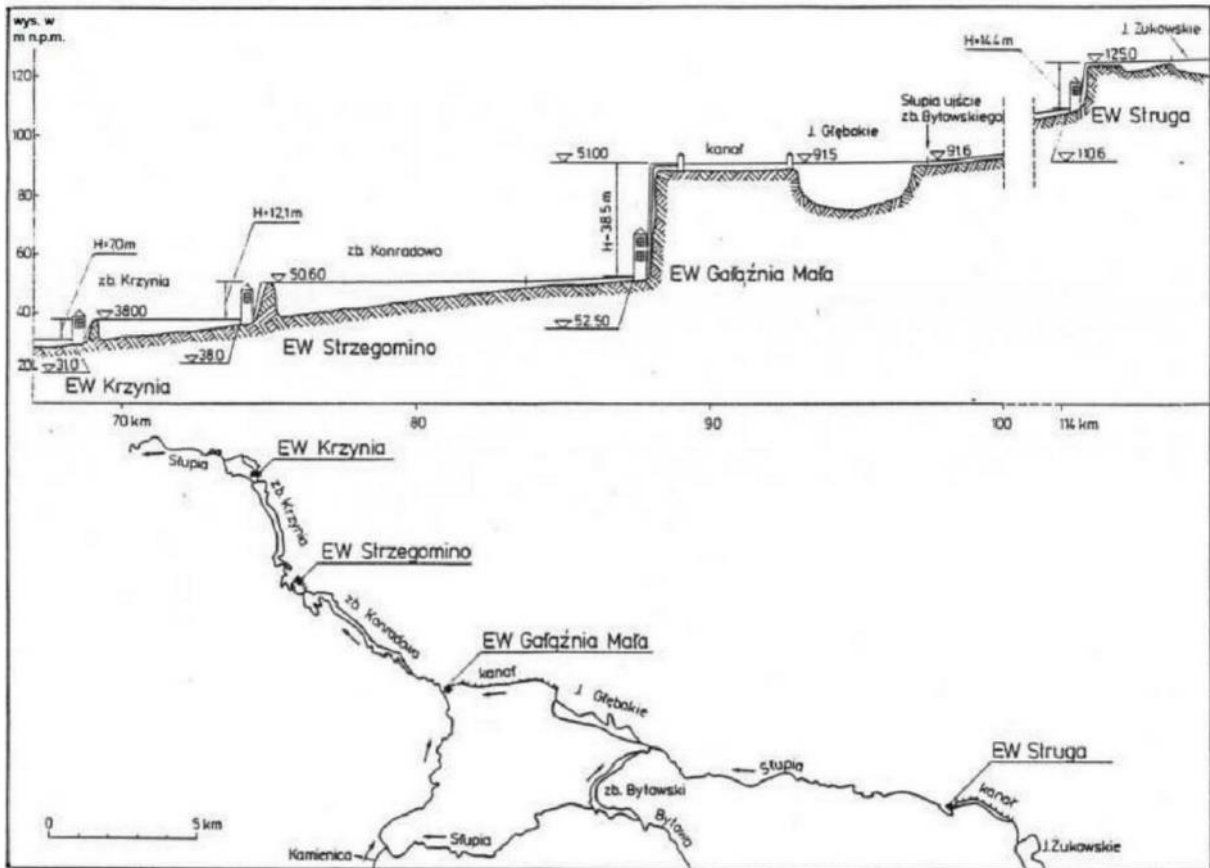 wys. w
m n.p.m.
120
100
80
60
40
20
H=7.0m
zb. Krzynia
31.0
EW Krzynia
38.00
H=12,1m
38.0
50.60
EW Strzegomino
zb. Konradowo
51.00
H=38.5m
52.50
EW Gałąźnia Mała
kanał
91.5
J. Głębokie
Słupia ujście
zb. Bytowskiego
91.6
H=14.4m
125.0
J. Żukowskie
EW Struga
110.6
70 km
80
90
100
114 km
Słupia
EW Krzynia
zb. Krzynia
EW Strzegomino
zb. Konradowo
EW Gałąźnia Mała
kanał
J. Głębokie
Słupia
EW Struga
kanał
J. Żukowskie
zb. Bytowski
Bytowa
Słupia
Kamienica
0
5 km